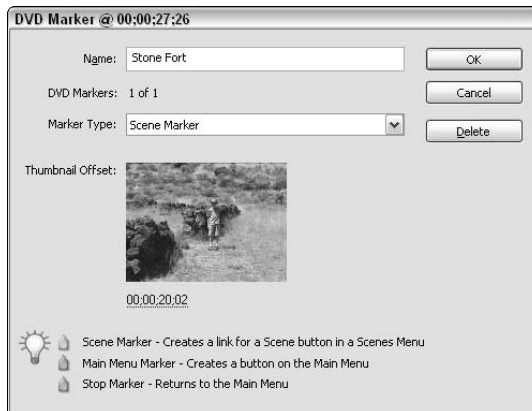 DVD Marker @ 00;00;27;26
Name: Stone Fort
OK
DVD Markers: 1 of 1
Cancel
Marker Type: Scene Marker
Delete
Thumbnail Offset:
00;00;20;02
Scene Marker - Creates a link for a Scene button in a Scenes Menu
Main Menu Marker - Creates a button on the Main Menu
Stop Marker - Returns to the Main Menu